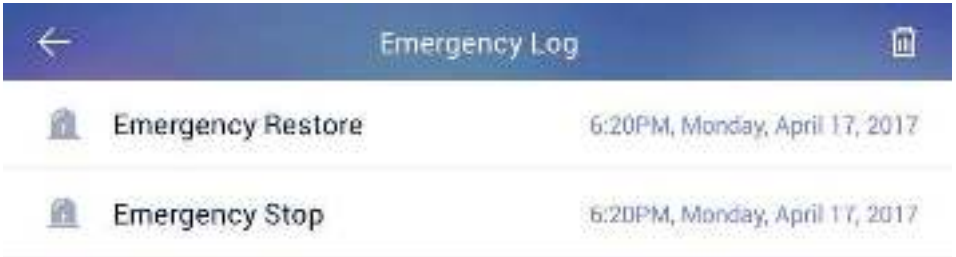 Emergency Log
Emergency Restore 6:20PM, Monday, April 17, 2017
Emergency Stop 6:20PM, Monday, April 17, 2017